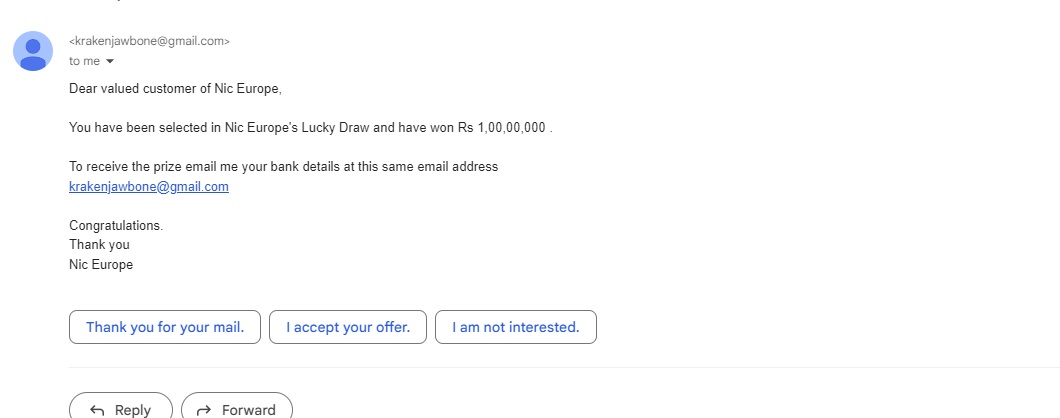 <krakenjawbone@gmail.com>
to me
Dear valued customer of Nic Europe,
You have been selected in Nic Europe's Lucky Draw and have won Rs 1,00,00,000 .
To receive the prize email me your bank details at this same email address
krakenjawbone@gmail.com
Congratulations.
Thank you
Nic Europe
Thank you for your mail. I accept your offer. I am not interested.
Reply Forward